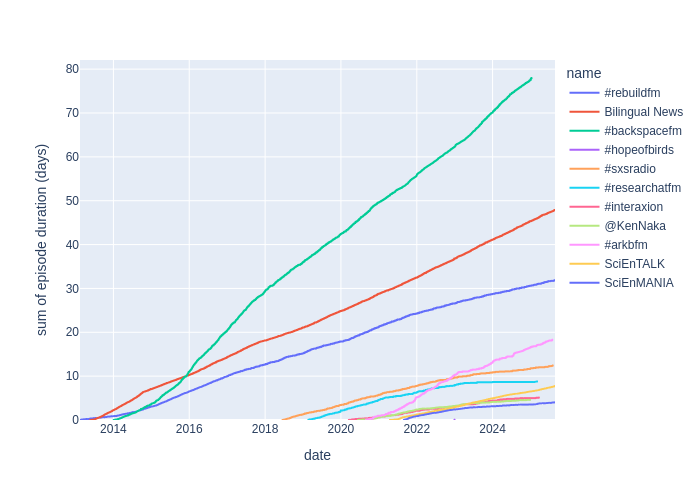 name
#rebuildfm
Bilingual News
#backspacefm
#hopeofbirds
#sxsradio
#researchatfm
#interaxion
@KenNaka
#arkbfm
SciEnTALK
SciEnMANIA
sum of episode duration (days)
80
70
60
50
40
30
20
10
0
2014 2016 2018 2020 2022 2024
date